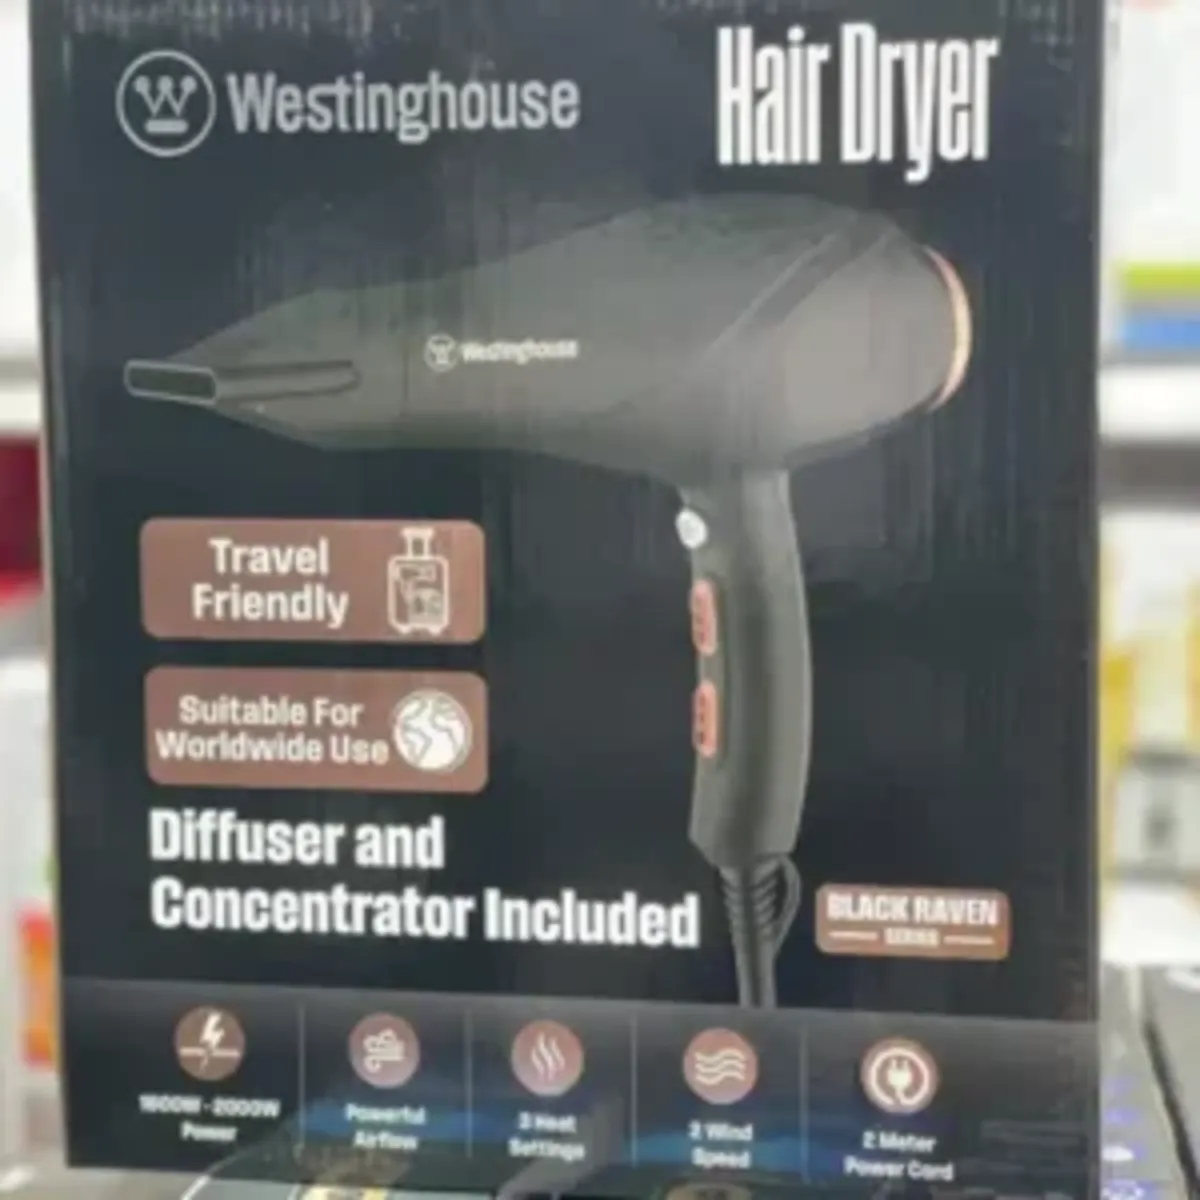 Westinghouse
Hair Dryer
Westinghouse
Travel
Friendly
Suitable For
Worldwide Use
Diffuser and
Concentrator Included
BLACK RAVEN
SERIES
1800W-2000W
Power
Powerful
Airflow
3 Heat
Settings
2 Wind
Speed
2 Meter
Power Cord